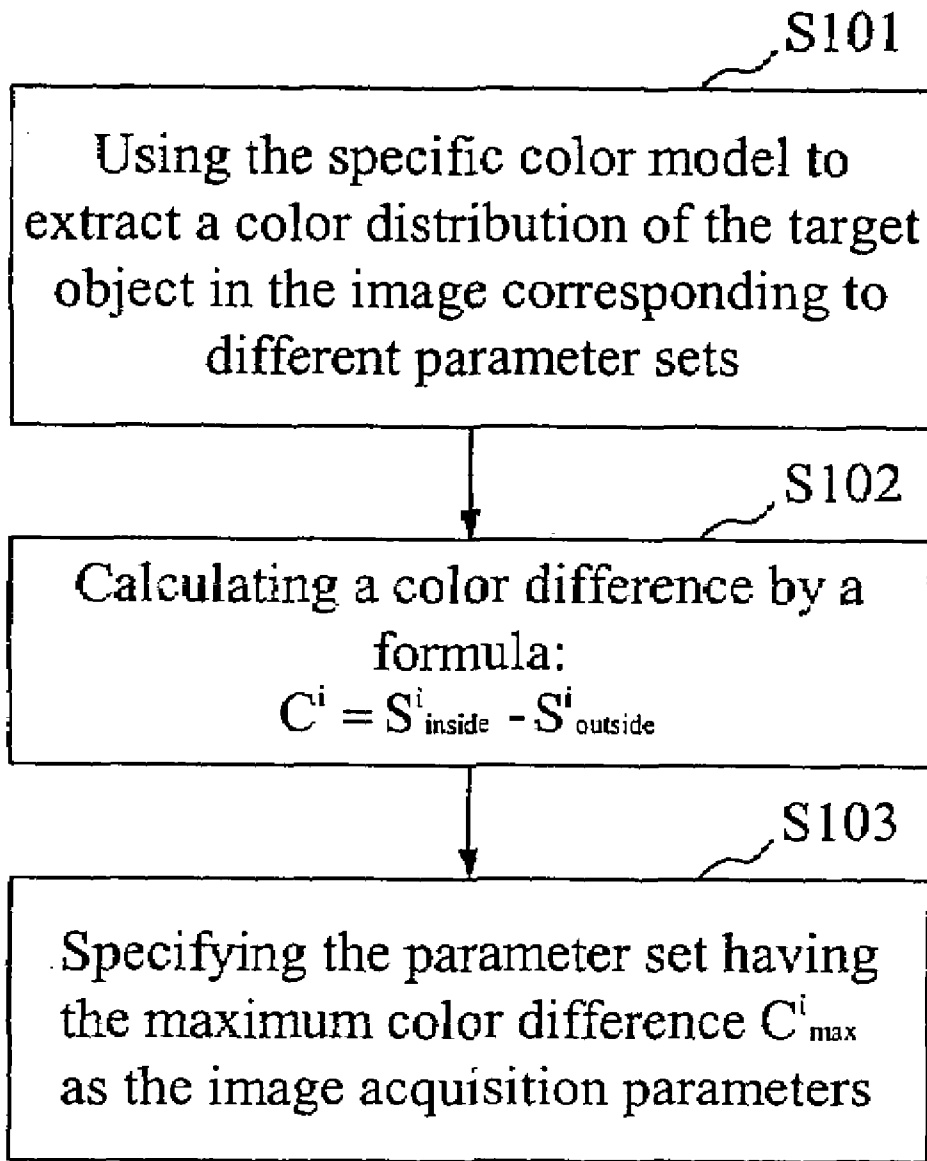 S101
Using the specific color model to
extract a color distribution of the target
object in the image corresponding to
different parameter sets
S102
Calculating a color difference by a
formula:
C^i = S^i_inside - S^i_outside
S103
Specifying the parameter set having
the maximum color difference C^i_max
as the image acquisition parameters